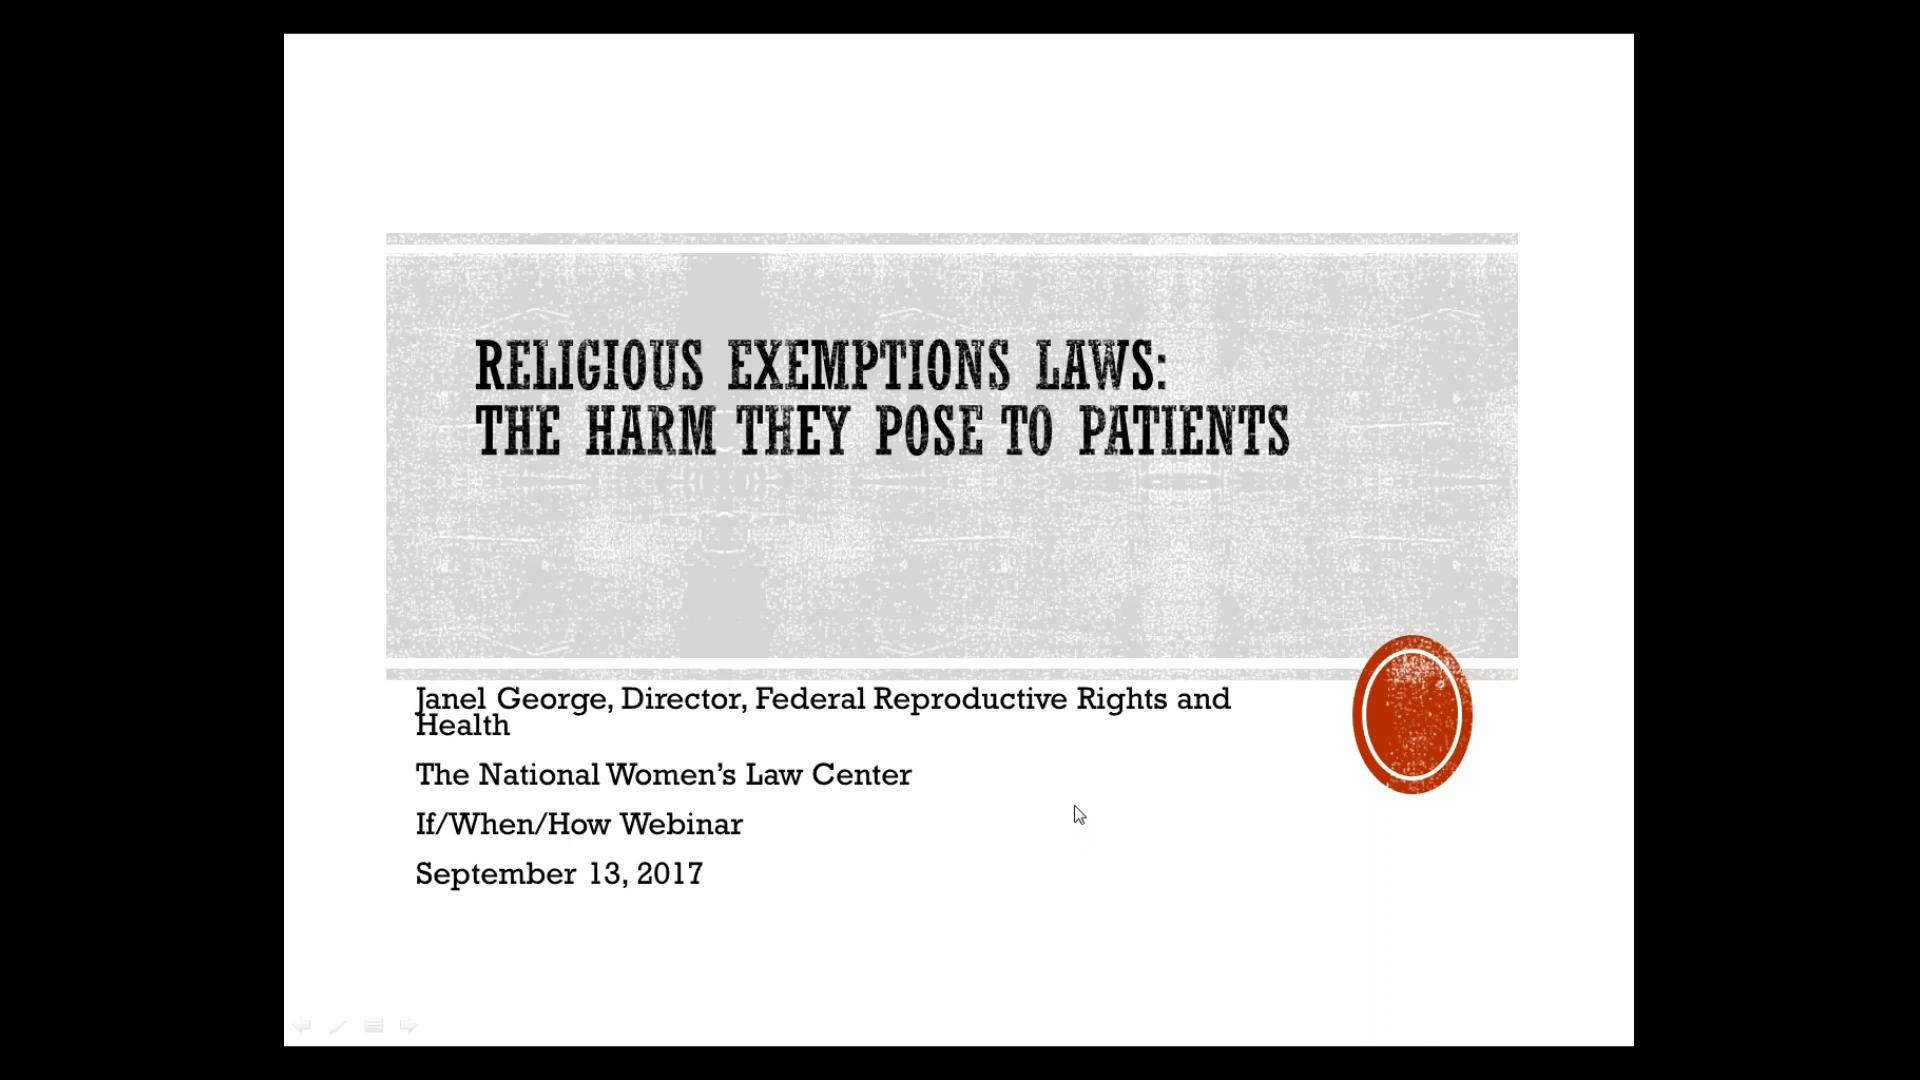 RELIGIOUS EXEMPTIONS LAWS:
THE HARM THEY POSE TO PATIENTS
Janel George, Director, Federal Reproductive Rights and
Health
The National Women’s Law Center
If/When/How Webinar
September 13, 2017